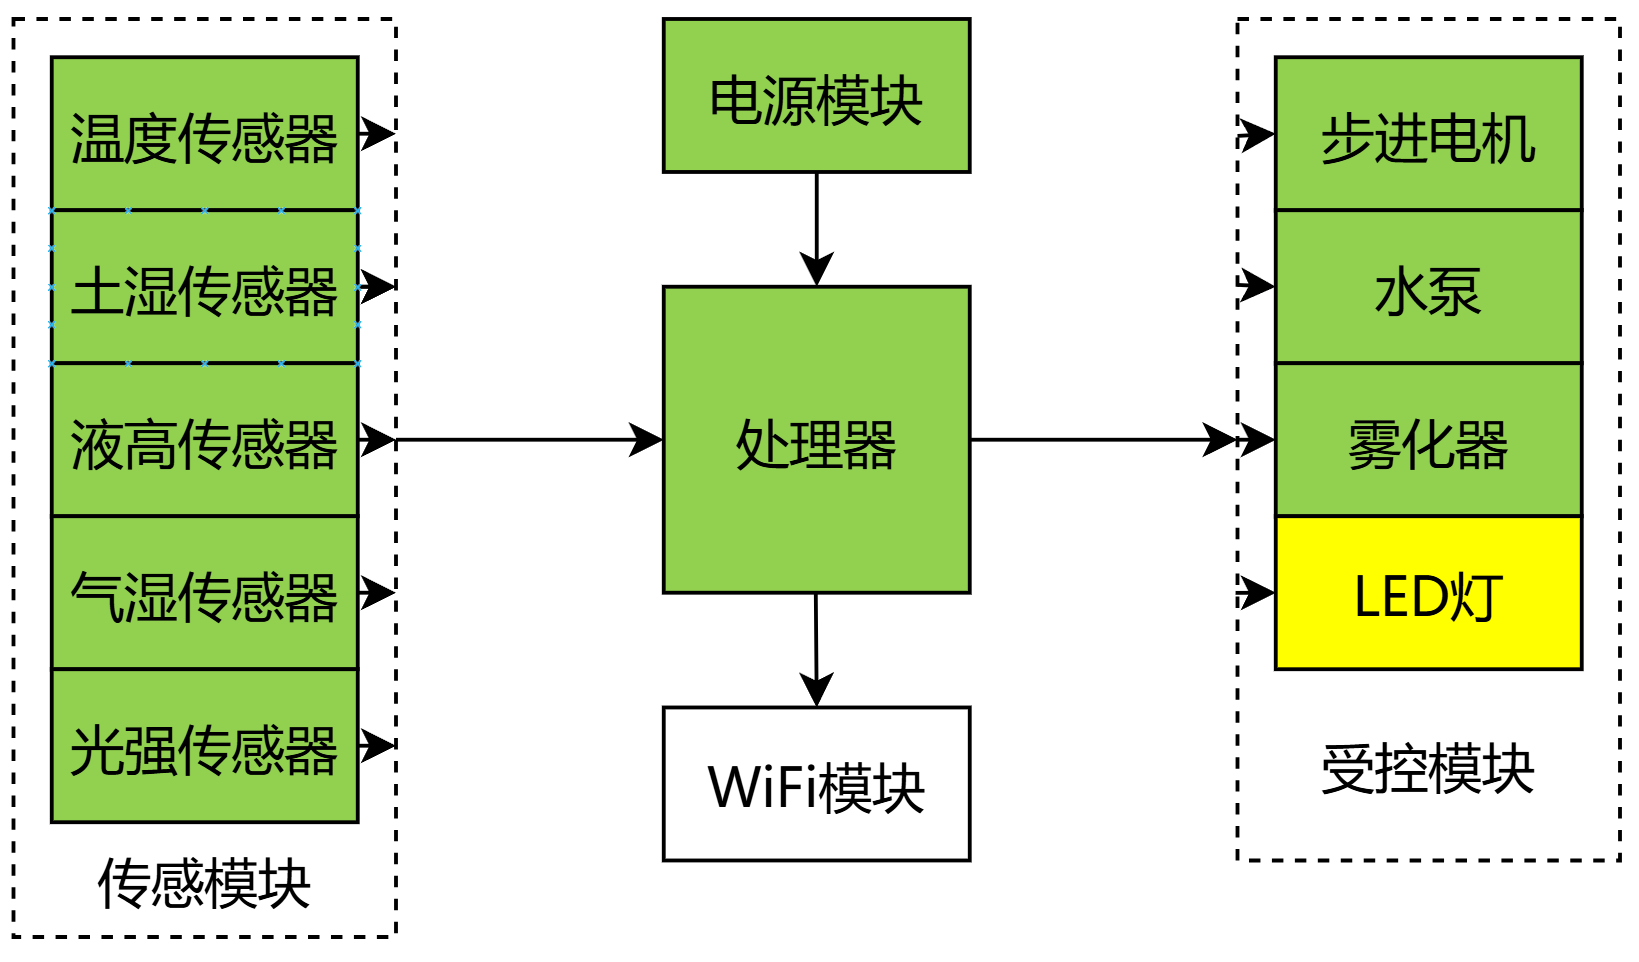 温度传感器
土湿传感器
液高传感器
气湿传感器
光强传感器
传感模块
电源模块
处理器
WiFi模块
步进电机
水泵
雾化器
LED灯
受控模块